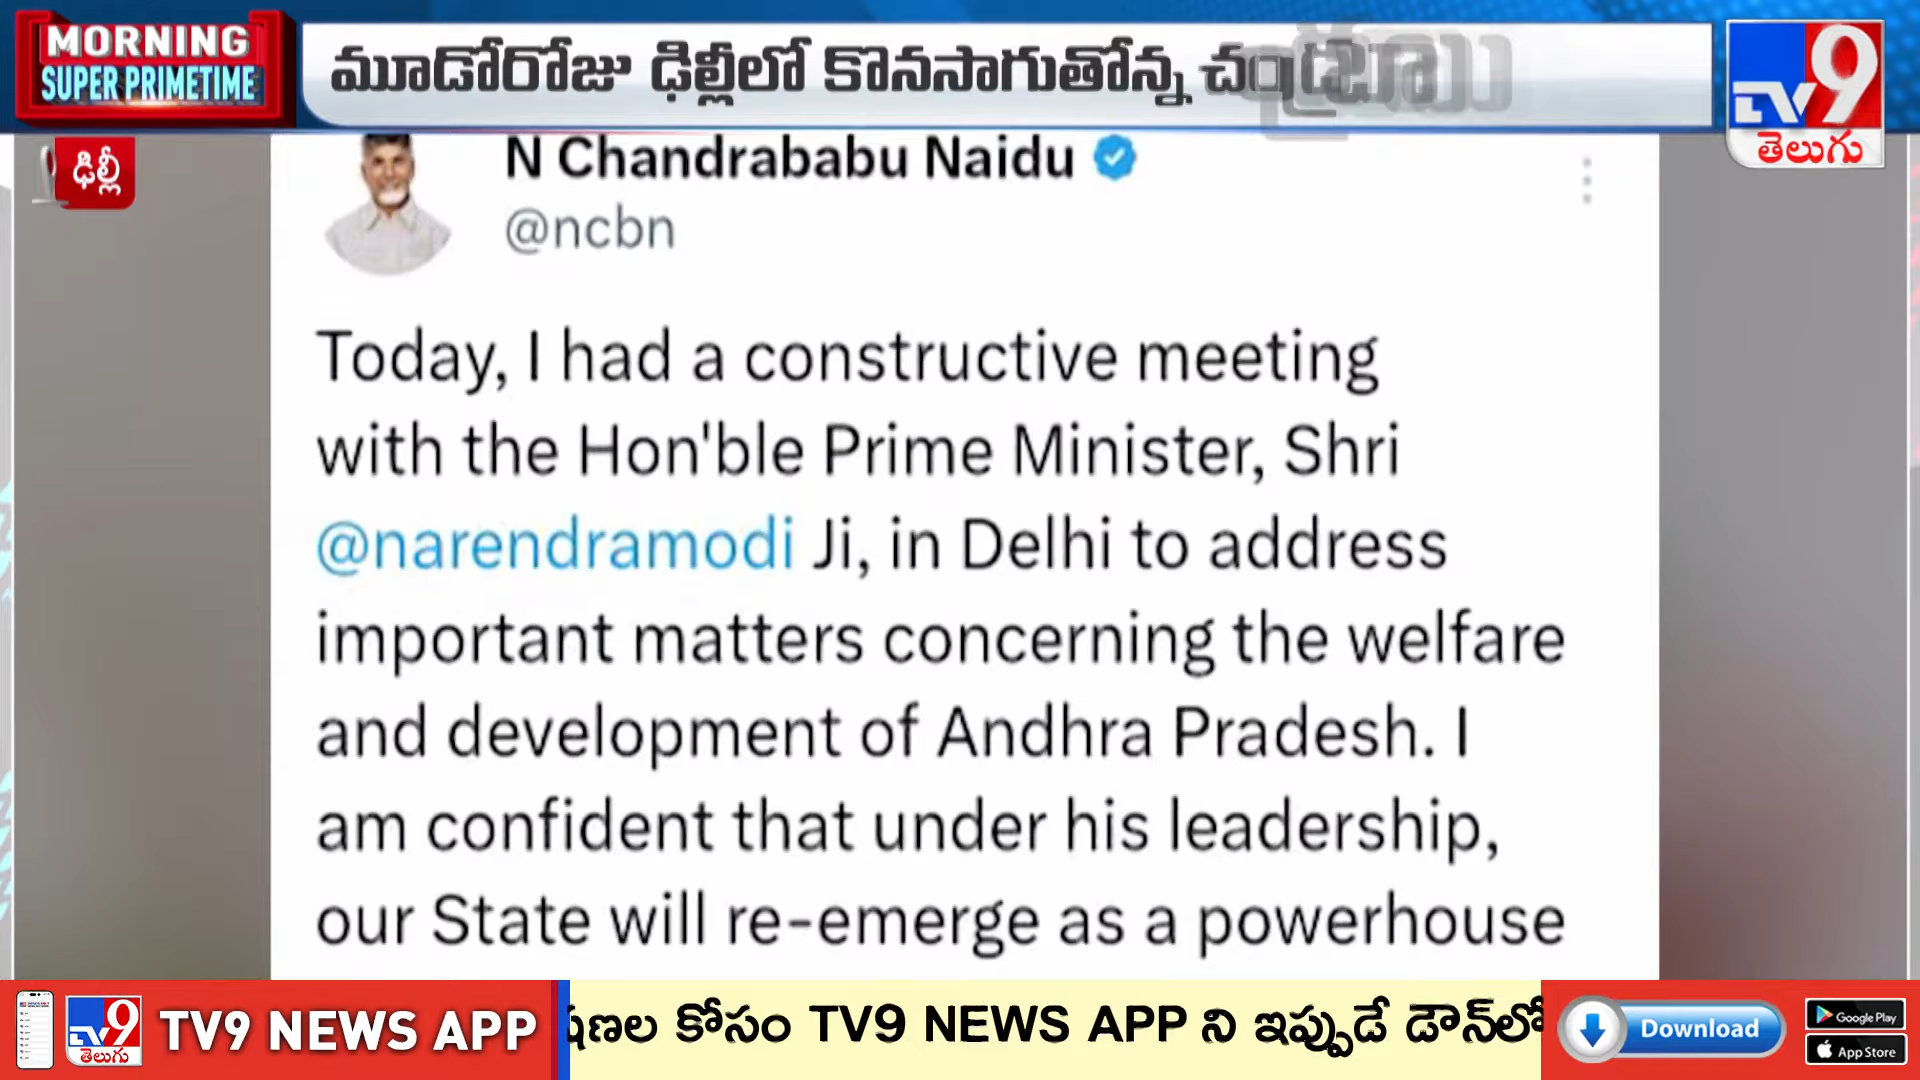 MORNING
SUPER PRIMETIME
మూడోరోజు ఢిల్లీలో కొనసాగుతోన్న
TV9
తెలుగు
ఢిల్లీ
N Chandrababu Naidu
@ncbn
Today, I had a constructive meeting
with the Hon'ble Prime Minister, Shri
@narendramodi Ji, in Delhi to address
important matters concerning the welfare
and development of Andhra Pradesh. I
am confident that under his leadership,
our State will re-emerge as a powerhouse
TV9
తెలుగు
TV9 NEWS APP
కోసం TV9 NEWS APP ని ఇప్పుడే డౌన్‌లో
Download
Google Play
App Store